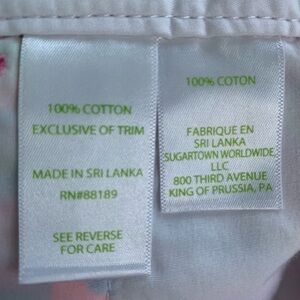 100% COTTON
EXCLUSIVE OF TRIM
MADE IN SRI LANKA
RN#88189
SEE REVERSE
FOR CARE
100% COTON
FABRIQUE EN
SRI LANKA
SUGARTOWN WORLDWIDE,
LLC
800 THIRD AVENUE
KING OF PRUSSIA, PA